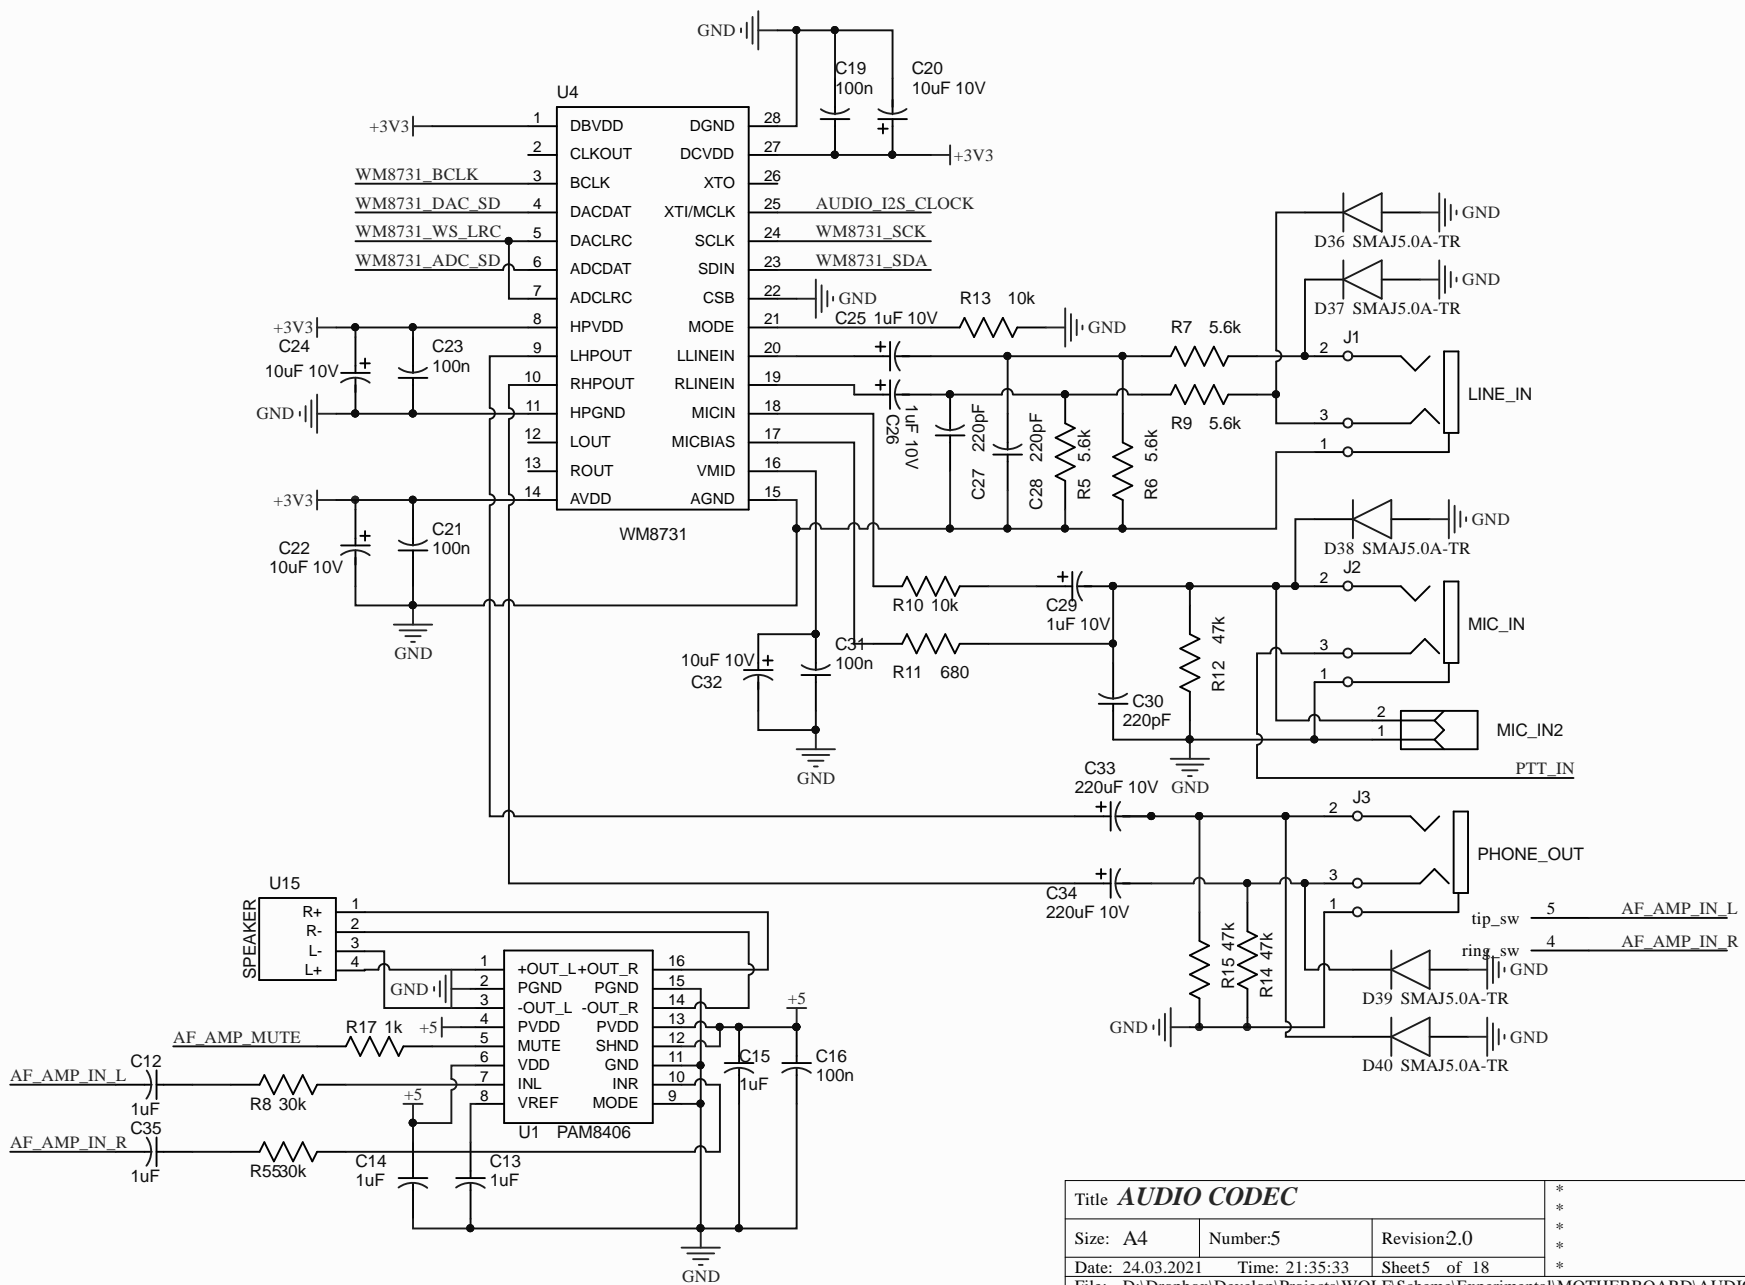 GND
C19
100n
C20
10uF 10V
U4
+3V3
1 DBVDD DGND 28
2 CLKOUT DCVDD 27
+3V3
WM8731_BCLK 3 BCLK XTO 26
WM8731_DAC_SD 4 DACDAT XTI/MCLK 25 AUDIO_I2S_CLOCK
WM8731_WS_LRC 5 DACLRC SCLK 24 WM8731_SCK
WM8731_ADC_SD 6 ADCDAT SDIN 23 WM8731_SDA
7 ADCLRC CSB 22 GND
+3V3 8 HPVDD MODE 21
9 LHPOUT LLINEIN 20
10 RHPOUT RLINEIN 19
GND 11 HPGND MICIN 18
12 LOUT MICBIAS 17
13 ROUT VMID 16
+3V3 14 AVDD AGND 15
WM8731
C24
10uF 10V
C23
100n
C22
10uF 10V
C21
100n
GND
R13 10k
GND
C25 1uF 10V
C26
1uF 10V
C27 220pF
C28 220pF
R5 5.6k
R6 5.6k
R7 5.6k
R9 5.6k
GND
D36 SMAJ5.0A-TR
GND
D37 SMAJ5.0A-TR
J1
2
3
1
LINE_IN
GND
D38 SMAJ5.0A-TR
J2
2
3
1
MIC_IN
2
1
MIC_IN2
PTT_IN
R10 10k
C29
1uF 10V
R11 680
R12 47k
C30
220pF
GND
C31
100n
10uF 10V
C32
GND
C33
220uF 10V
C34
220uF 10V
J3
2
3
1
PHONE_OUT
tip_sw 5 AF_AMP_IN_L
ring_sw 4 AF_AMP_IN_R
R15 47k
R14 47k
GND
GND
D39 SMAJ5.0A-TR
GND
D40 SMAJ5.0A-TR
U15
SPEAKER
R+ 1
R- 2
L- 3
L+ 4
1 +OUT_L +OUT_R 16
GND 2 PGND PGND 15
3 -OUT_L -OUT_R 14
+5 4 PVDD PVDD 13
+5
AF_AMP_MUTE R17 1k 5 MUTE SHND 12
6 VDD GND 11
7 INL INR 10
8 VREF MODE 9
U1 PAM8406
C15
1uF
C16
100n
AF_AMP_IN_L
C12
1uF
R8 30k
+5
AF_AMP_IN_R
C35
1uF
R55 30k
C14
1uF
C13
1uF
GND
Title AUDIO CODEC
Size: A4 Number:5 Revision:2.0
Date: 24.03.2021 Time: 21:35:33 Sheet5 of 18
*
*
*
*
*